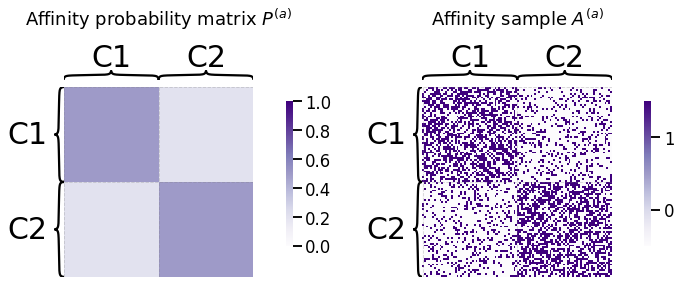 Affinity probability matrix P^(a)
Affinity sample A^(a)
C1 C2
C1 C2
C1
C2
1.0
0.8
0.6
0.4
0.2
0.0
C1
C2
1
0